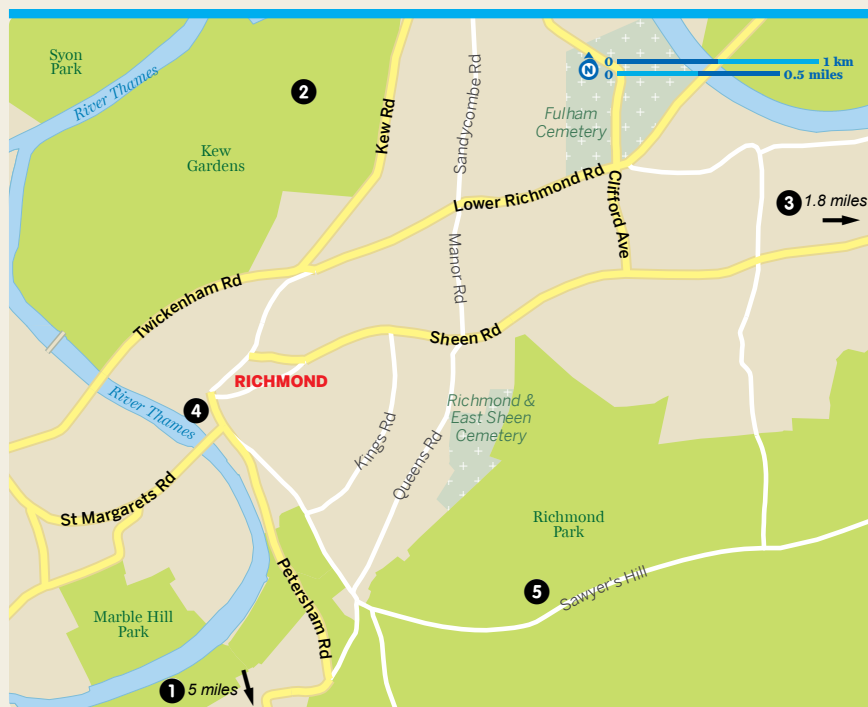 Syon
Park
River Thames
2
Kew
Gardens
Kew Rd
Sandycombe Rd
N
0 1 km
0 0.5 miles
Fulham
Cemetery
Lower Richmond Rd
Clifford Ave
3 1.8 miles
Manor Rd
Twickenham Rd
Sheen Rd
RICHMOND
4
River Thames
Richmond &
East Sheen
Cemetery
Kings Rd
Queens Rd
St Margarets Rd
Richmond
Park
Petersham Rd
5
Sawyer's Hill
Marble Hill
Park
1 5 miles